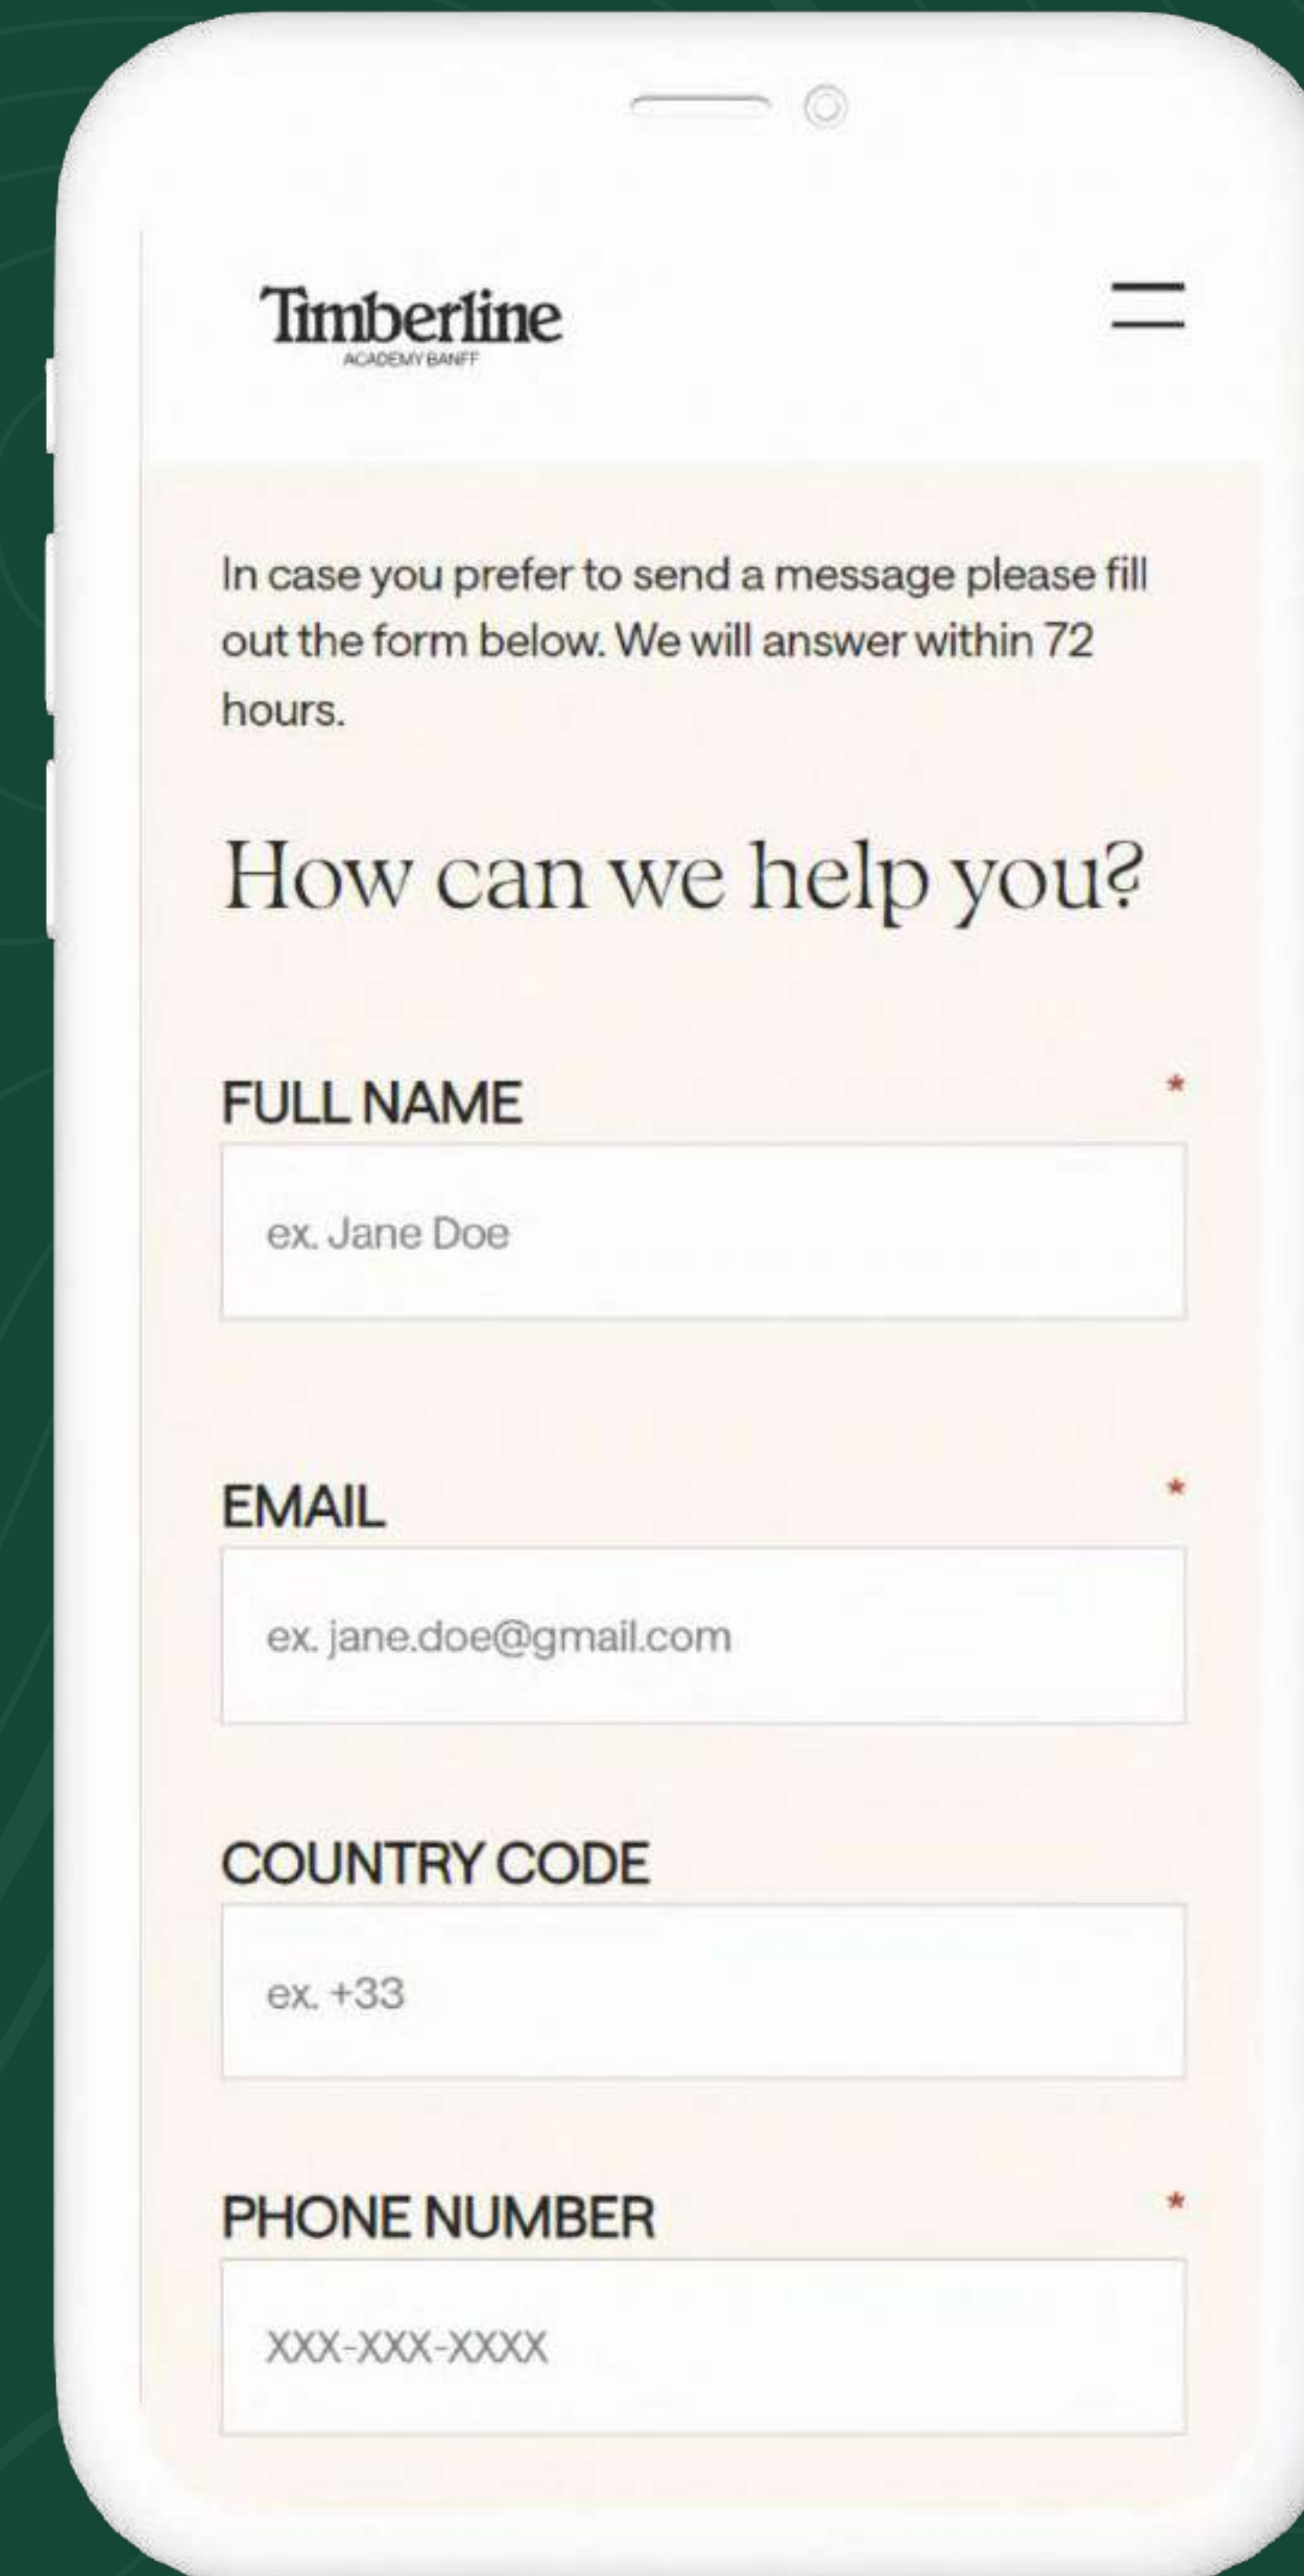 Timberline
ACADEMY BANFF
In case you prefer to send a message please fill
out the form below. We will answer within 72
hours.
How can we help you?
FULL NAME *
ex. Jane Doe
EMAIL *
ex. jane.doe@gmail.com
COUNTRY CODE
ex. +33
PHONE NUMBER *
XXX-XXX-XXXX